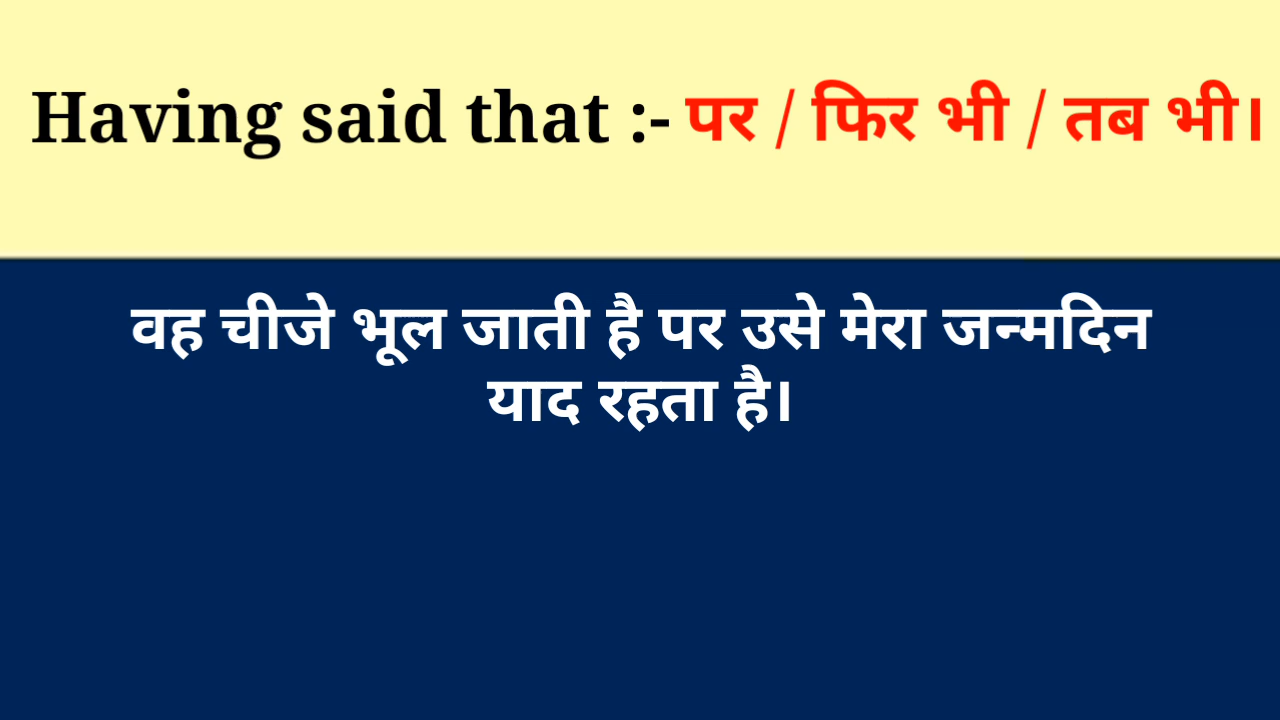 Having said that :- पर / फिर भी / तब भी।
वह चीजे भूल जाती है पर उसे मेरा जन्मदिन
याद रहता है।